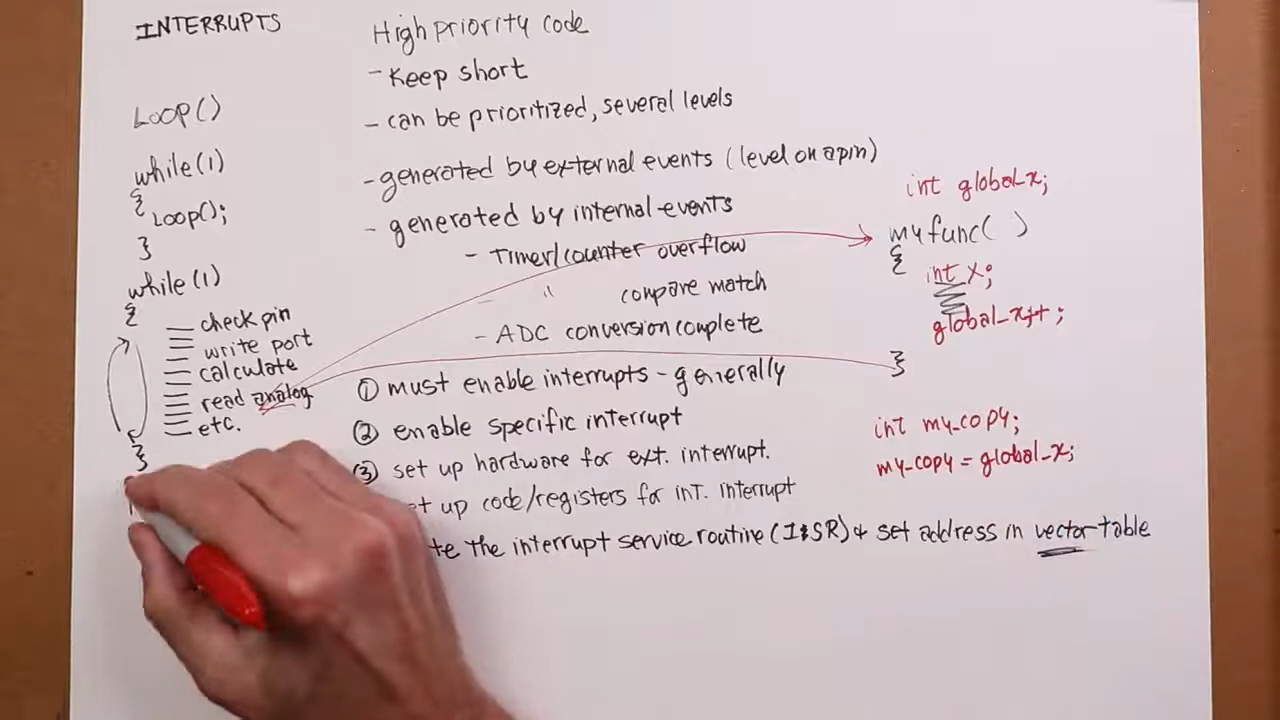 INTERRUPTS
Loop()
while(1)
{
Loop();
}
while(1)
{
check pin
write port
calculate
read analog
etc.
}
High priority code
- Keep short
- can be prioritized, several levels
- generated by external events (level on a pin)
- generated by internal events
- Timer/counter overflow
- " compare match
- ADC conversion complete
① must enable interrupts - generally
② enable specific interrupt
③ set up hardware for ext. interrupt.
up code/registers for int. interrupt
the interrupt service routine (ISR) & set address in vector table
int global_x;
myfunc( )
{
int x;
global_x++;
}
int my_copy;
my_copy = global_x;